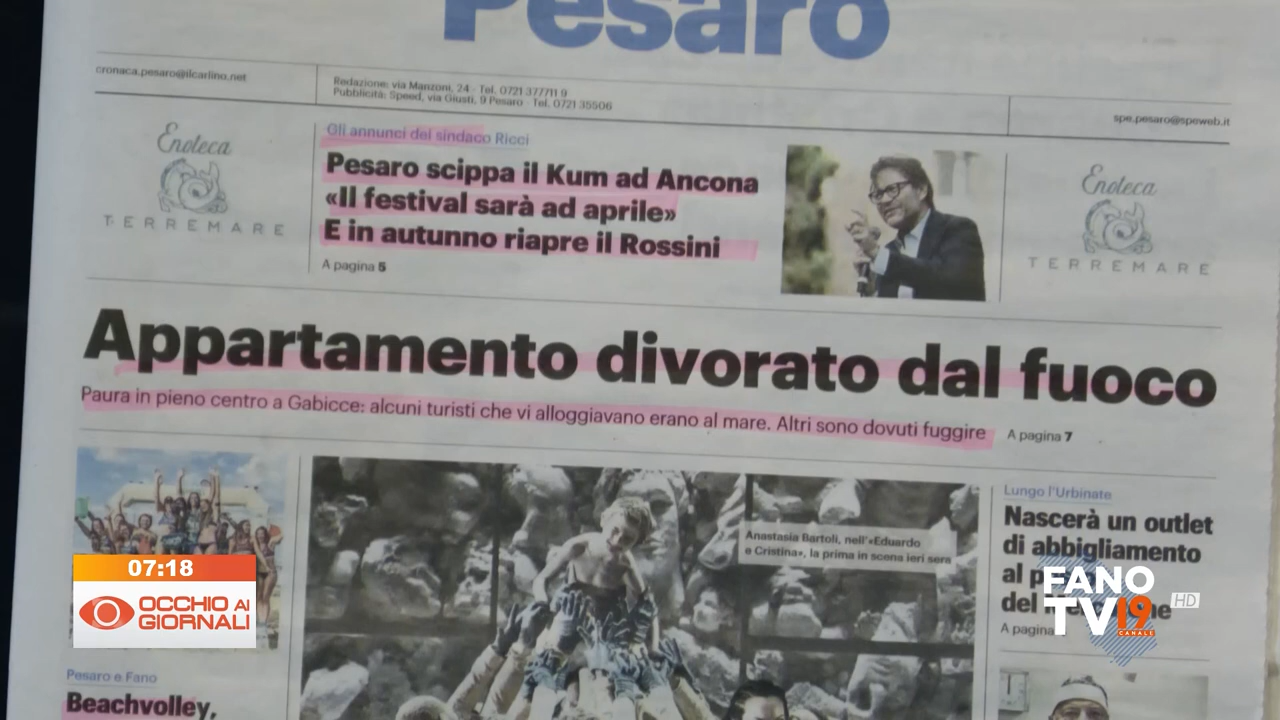 Pesaro
cronaca.pesaro@ilcarlino.net
Redazione: via Manzoni, 24 - Tel. 0721 377711 9
Pubblicità: Speed, via Giusti, 9 Pesaro - Tel. 0721 35506
spe.pesaro@speweb.it
Enoteca
TERREMARE
Gli annunci del sindaco Ricci
Pesaro scippa il Kum ad Ancona
«Il festival sarà ad aprile»
E in autunno riapre il Rossini
A pagina 5
Enoteca
TERREMARE
Appartamento divorato dal fuoco
Paura in pieno centro a Gabicce: alcuni turisti che vi alloggiavano erano al mare. Altri sono dovuti fuggire
A pagina 7
Anastasia Bartoli, nell'«Eduardo
e Cristina», la prima in scena ieri sera
Lungo l'Urbinate
Nascerà un outlet
di abbigliamento
al
del
A pagina
Pesaro e Fano
Beachvolley,
07:18
OCCHIO AI
GIORNALI
FANO
TV19
CANALE
HD